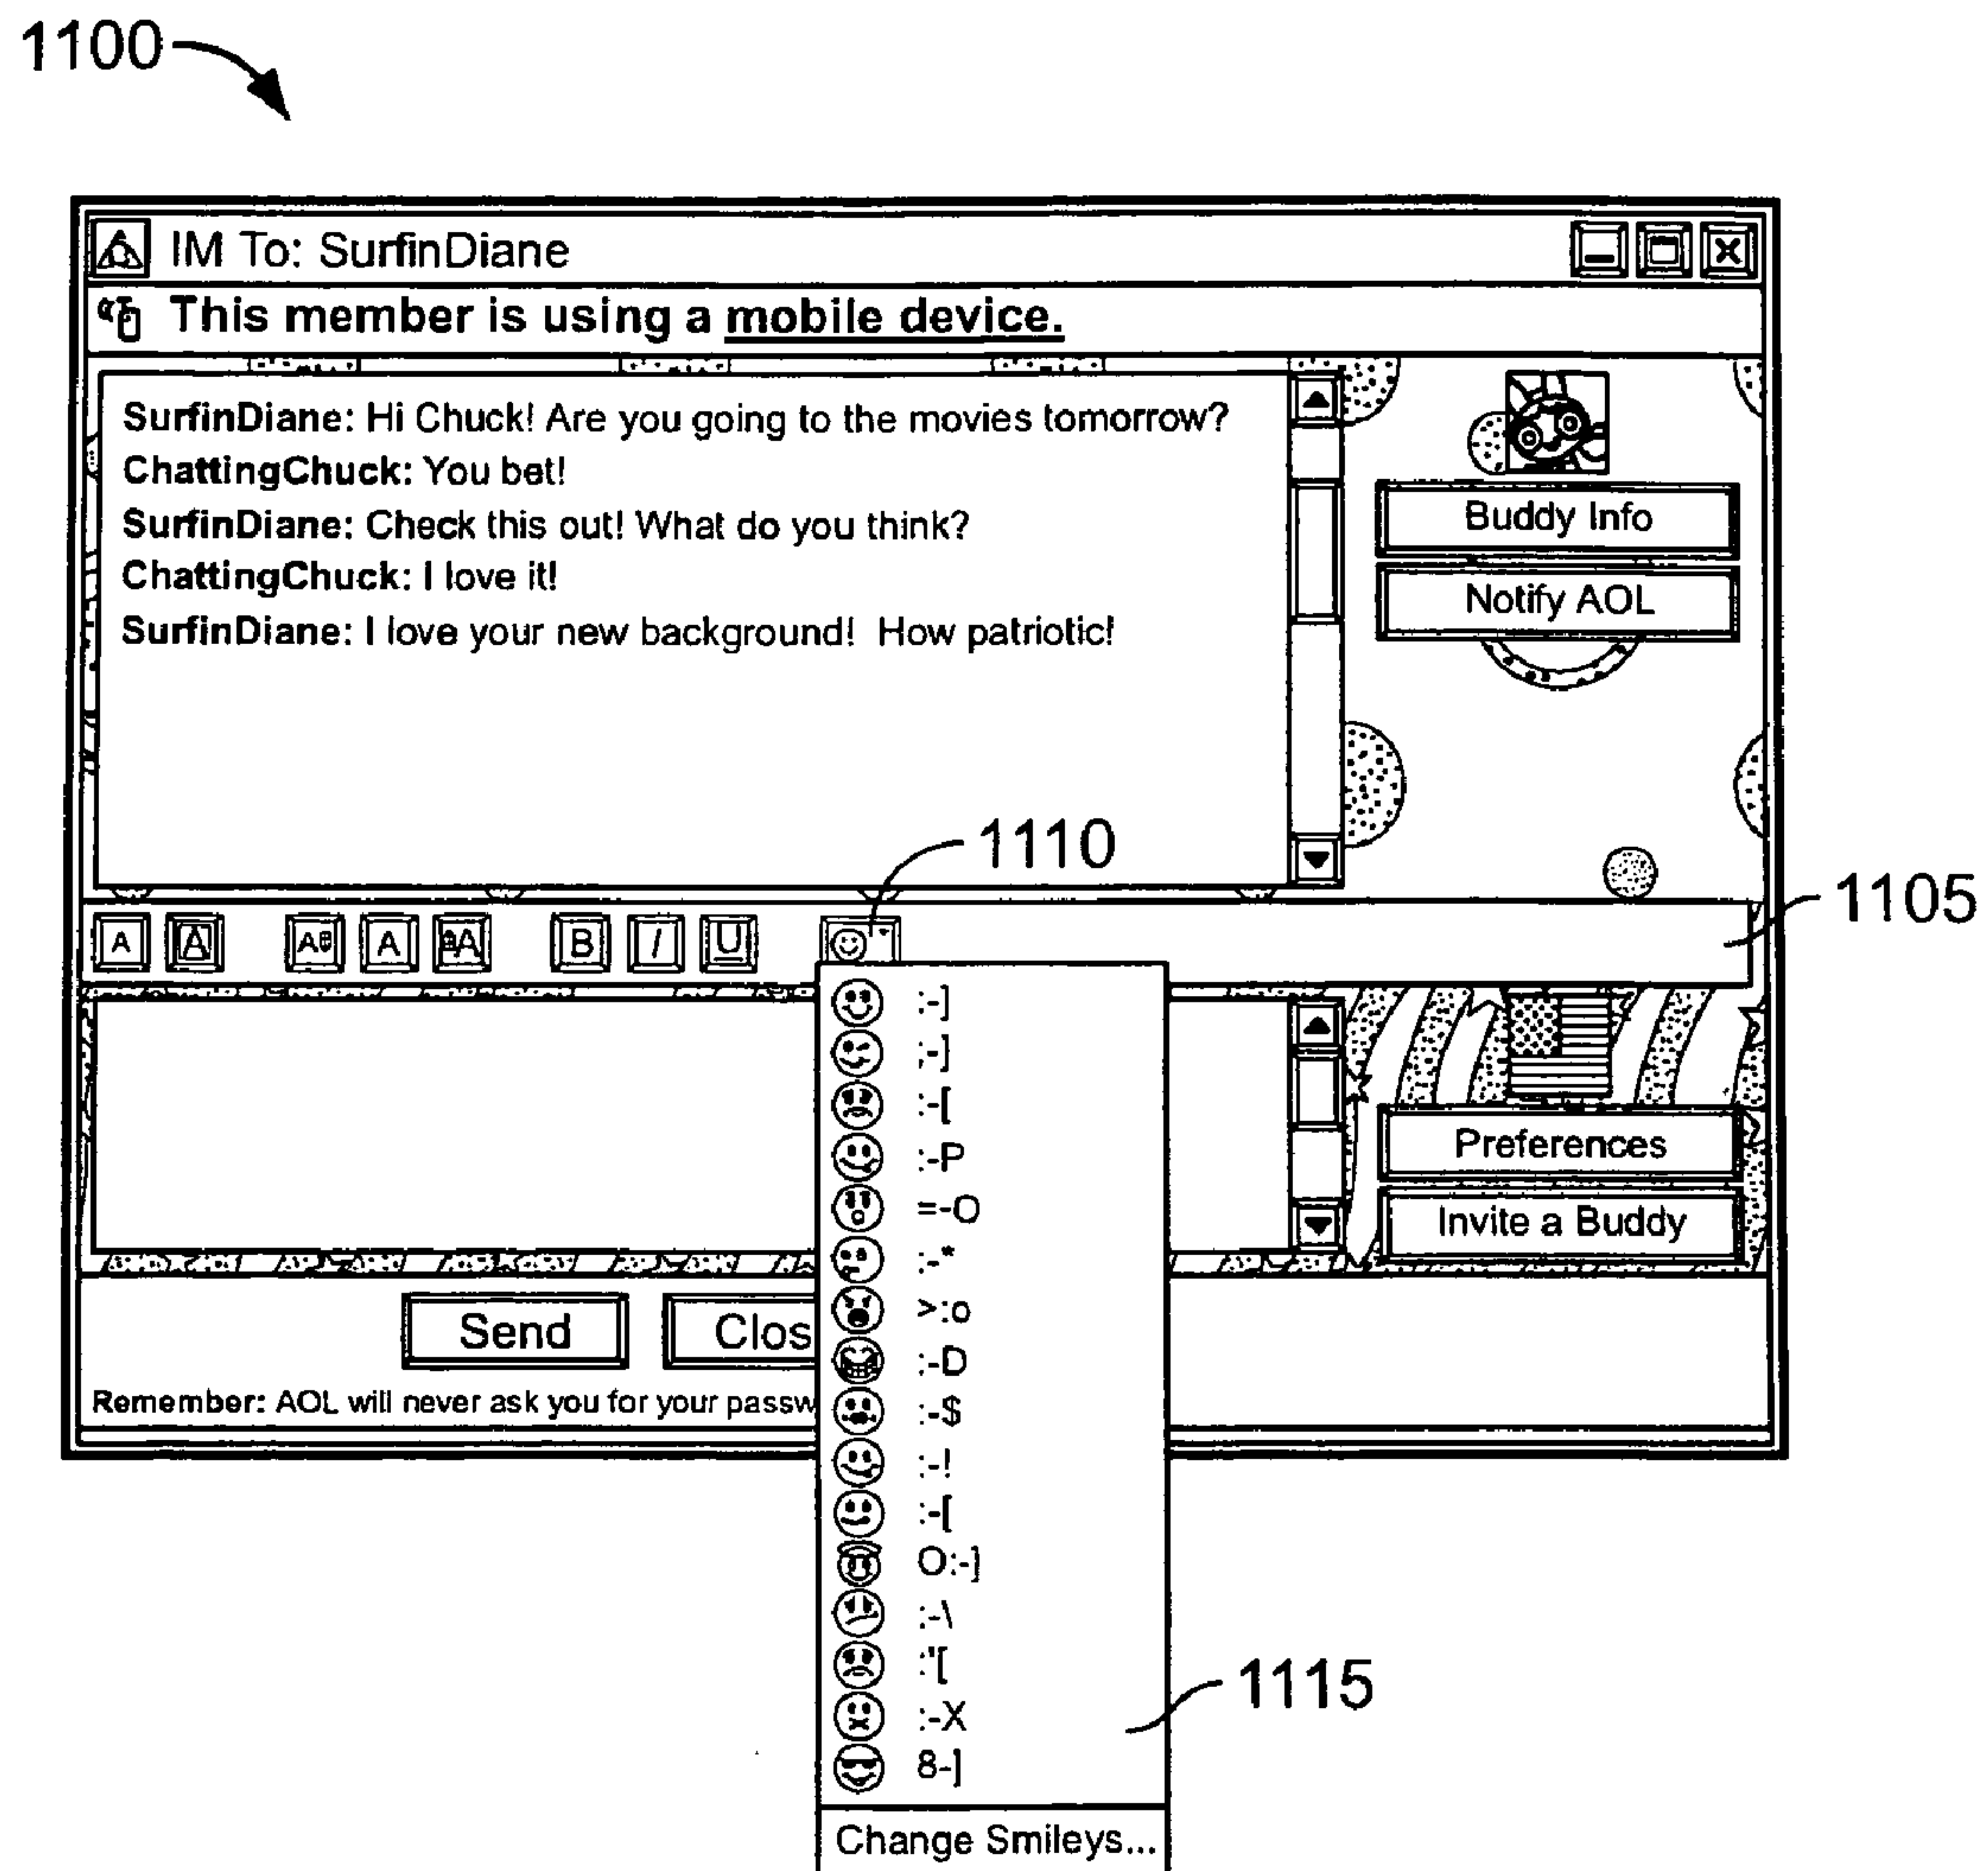 1100
IM To: SurfinDiane
This member is using a mobile device.
SurfinDiane: Hi Chuck! Are you going to the movies tomorrow?
ChattingChuck: You bet!
SurfinDiane: Check this out! What do you think?
ChattingChuck: I love it!
SurfinDiane: I love your new background!  How patriotic!
Buddy Info
Notify AOL
1110
1105
A A A A A B I U
:-]
;-]
:-[
:-P
=-O
:-*
>:o
:-D
:-$
:-!
:-[
O:-]
:-\
:'[
:-X
8-]
Change Smileys...
Preferences
Invite a Buddy
Send
Clos
Remember: AOL will never ask you for your passw
1115